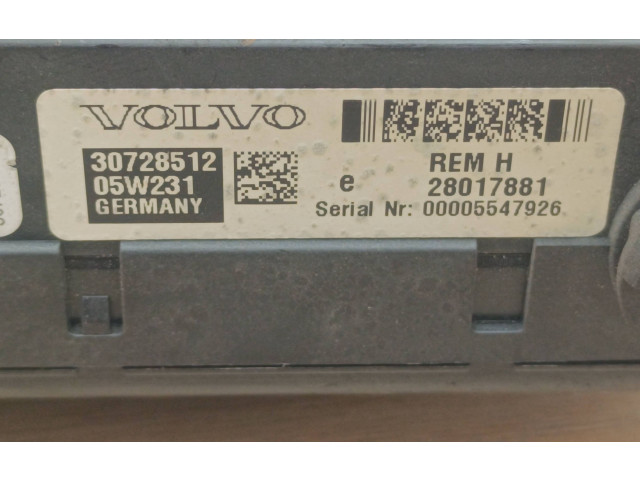 VOLVO
30728512
05W231
GERMANY
REM H
e 28017881
Serial Nr: 00005547926